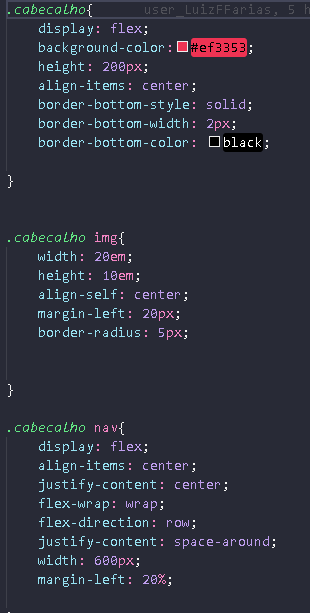 .cabecalho{ user_LuizFFarias, 5 h
display: flex;
background-color: #ef3353;
height: 200px;
align-items: center;
border-bottom-style: solid;
border-bottom-width: 2px;
border-bottom-color: black;
}
.cabecalho img{
width: 20em;
height: 10em;
align-self: center;
margin-left: 20px;
border-radius: 5px;
}
.cabecalho nav{
display: flex;
align-items: center;
justify-content: center;
flex-wrap: wrap;
flex-direction: row;
justify-content: space-around;
width: 600px;
margin-left: 20%;